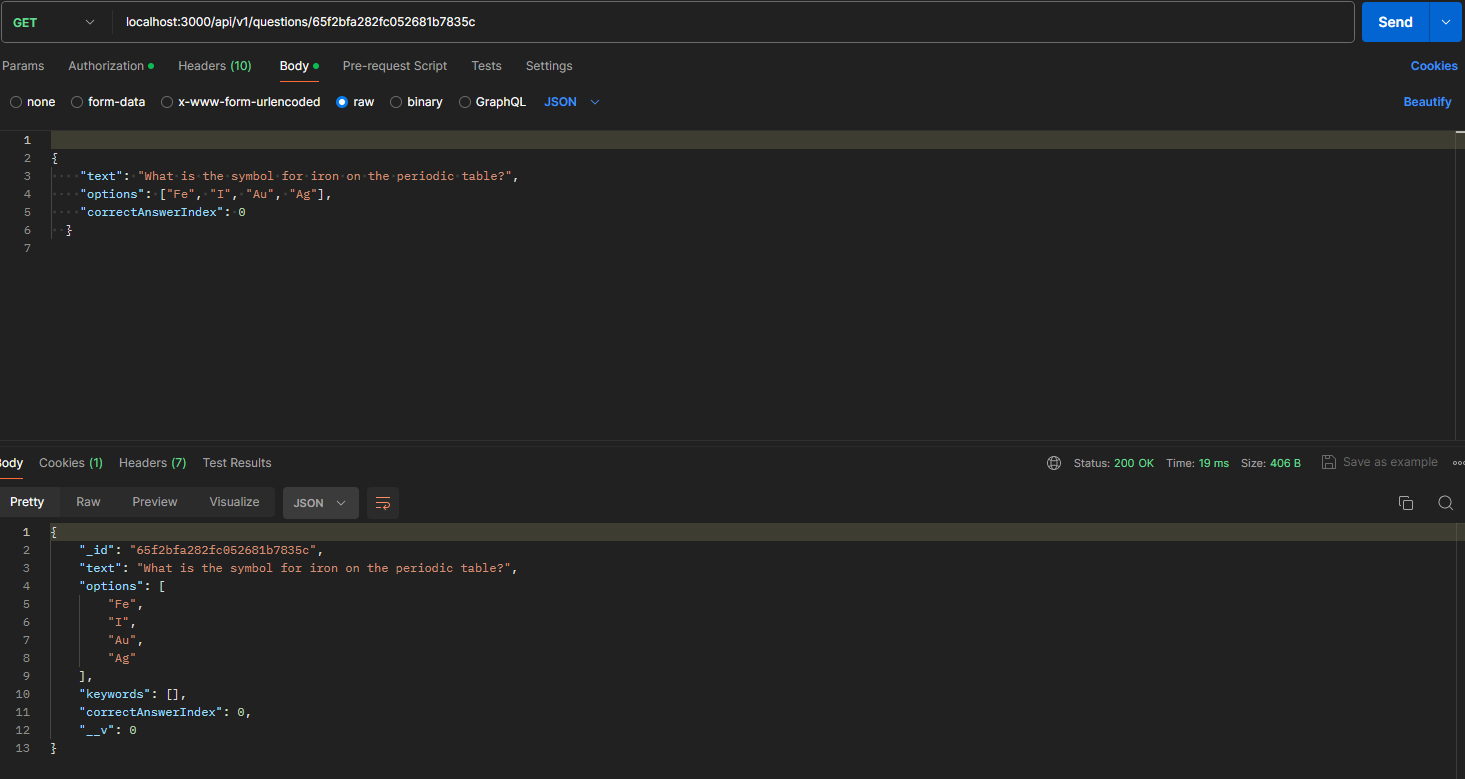 GET localhost:3000/api/v1/questions/65f2bfa282fc052681b7835c Send
Params Authorization Headers (10) Body Pre-request Script Tests Settings Cookies
none form-data x-www-form-urlencoded raw binary GraphQL JSON Beautify
1
2 {
3 "text": "What is the symbol for iron on the periodic table?",
4 "options": ["Fe", "I", "Au", "Ag"],
5 "correctAnswerIndex": 0
6 }
7
Body Cookies (1) Headers (7) Test Results Status: 200 OK Time: 19 ms Size: 406 B Save as example
Pretty Raw Preview Visualize JSON
1 {
2 "_id": "65f2bfa282fc052681b7835c",
3 "text": "What is the symbol for iron on the periodic table?",
4 "options": [
5 "Fe",
6 "I",
7 "Au",
8 "Ag"
9 ],
10 "keywords": [],
11 "correctAnswerIndex": 0,
12 "__v": 0
13 }